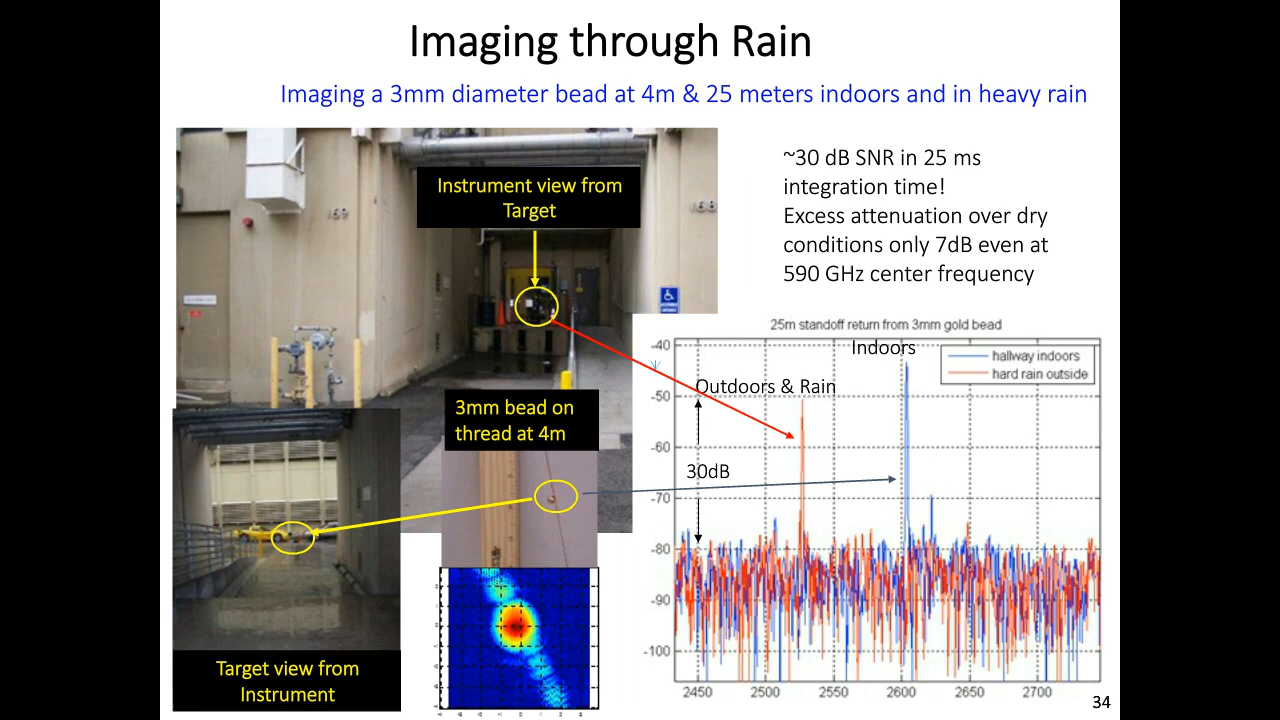 Imaging through Rain
Imaging a 3mm diameter bead at 4m & 25 meters indoors and in heavy rain
Instrument view from
Target
169
168
~30 dB SNR in 25 ms
integration time!
Excess attenuation over dry
conditions only 7dB even at
590 GHz center frequency
25m standoff return from 3mm gold bead
Indoors
hallway indoors
hard rain outside
Outdoors & Rain
30dB
-40
-50
-60
-70
-80
-90
-100
2450
2500
2550
2600
2650
2700
3mm bead on
thread at 4m
Target view from
Instrument
34